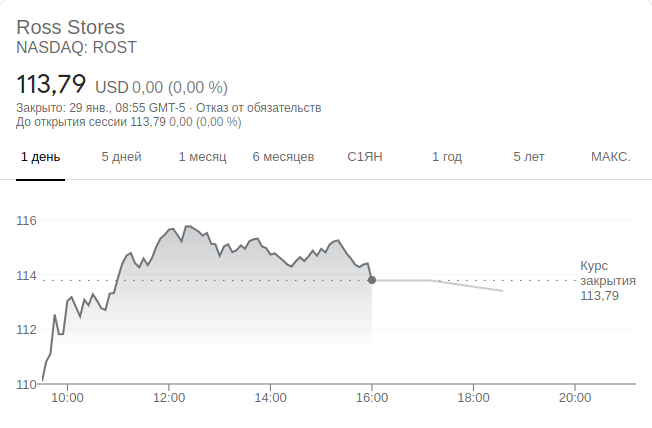 Ross Stores
NASDAQ: ROST
113,79 USD 0,00 (0,00 %)
Закрыто: 29 янв., 08:55 GMT-5 · Отказ от обязательств
До открытия сессии 113,79 0,00 (0,00 %)
1 день 5 дней 1 месяц 6 месяцев С1ЯН 1 год 5 лет МАКС.
116
114
112
110
Курс
закрытия
113,79
10:00 12:00 14:00 16:00 18:00 20:00